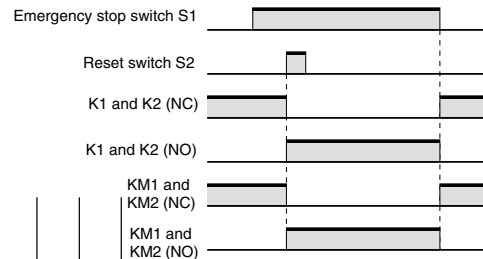 Emergency stop switch S1
Reset switch S2
K1 and K2 (NC)
K1 and K2 (NO)
KM1 and
KM2 (NC)
KM1 and
KM2 (NO)